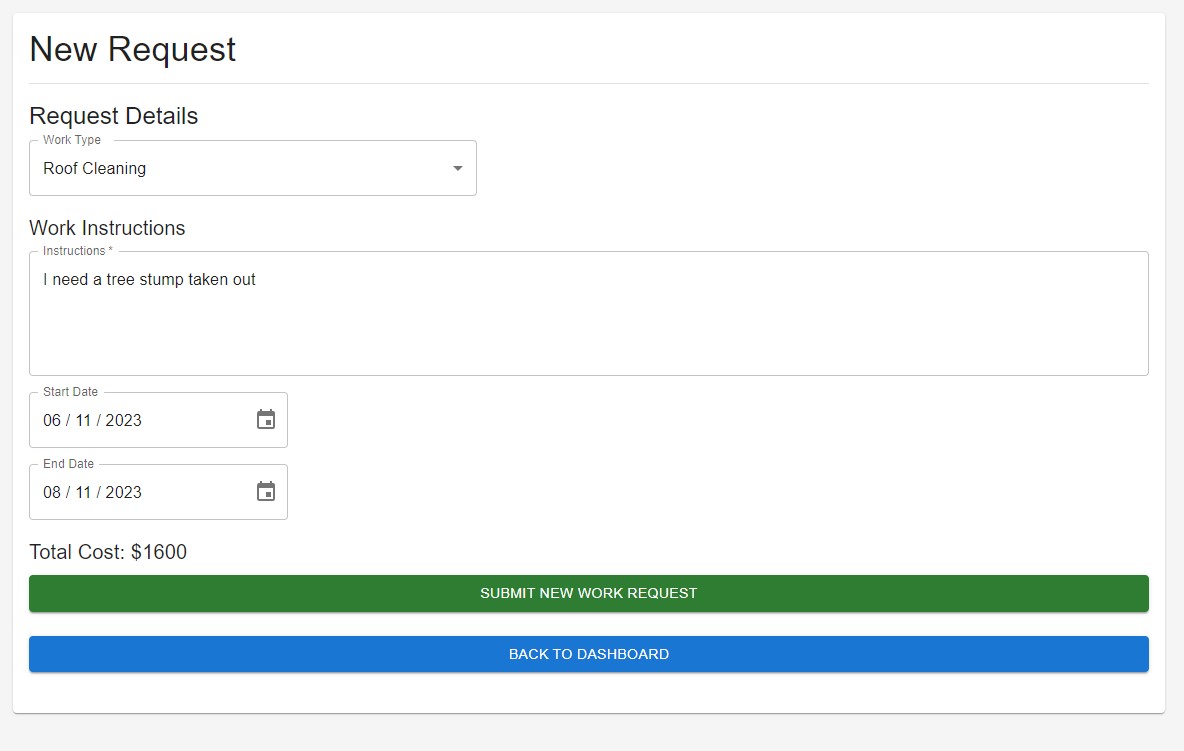 New Request
Request Details
Work Type
Roof Cleaning
Work Instructions
Instructions *
I need a tree stump taken out
Start Date
06 / 11 / 2023
End Date
08 / 11 / 2023
Total Cost: $1600
SUBMIT NEW WORK REQUEST
BACK TO DASHBOARD